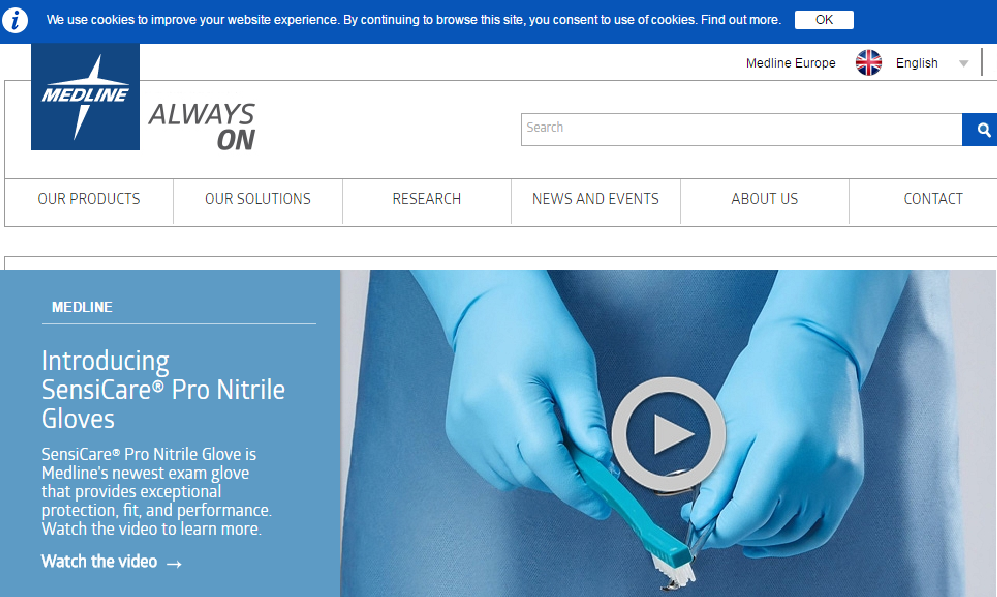 We use cookies to improve your website experience. By continuing to browse this site, you consent to use of cookies. Find out more. OK
Medline Europe English
MEDLINE
ALWAYS
ON
Search
OUR PRODUCTS OUR SOLUTIONS RESEARCH NEWS AND EVENTS ABOUT US CONTACT
MEDLINE
Introducing
SensiCare® Pro Nitrile
Gloves
SensiCare® Pro Nitrile Glove is
Medline's newest exam glove
that provides exceptional
protection, fit, and performance.
Watch the video to learn more.
Watch the video →